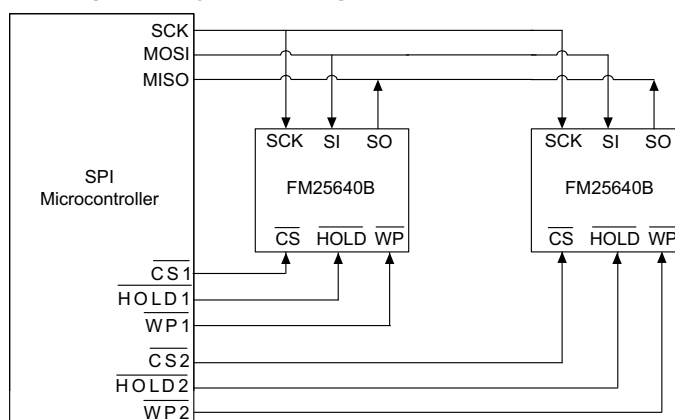 SCK
MOSI
MISO
SCK SI SO
SCK SI SO
SPI
Microcontroller
FM25640B
FM25640B
CS HOLD WP
CS HOLD WP
CS1
HOLD1
WP1
CS2
HOLD2
WP2